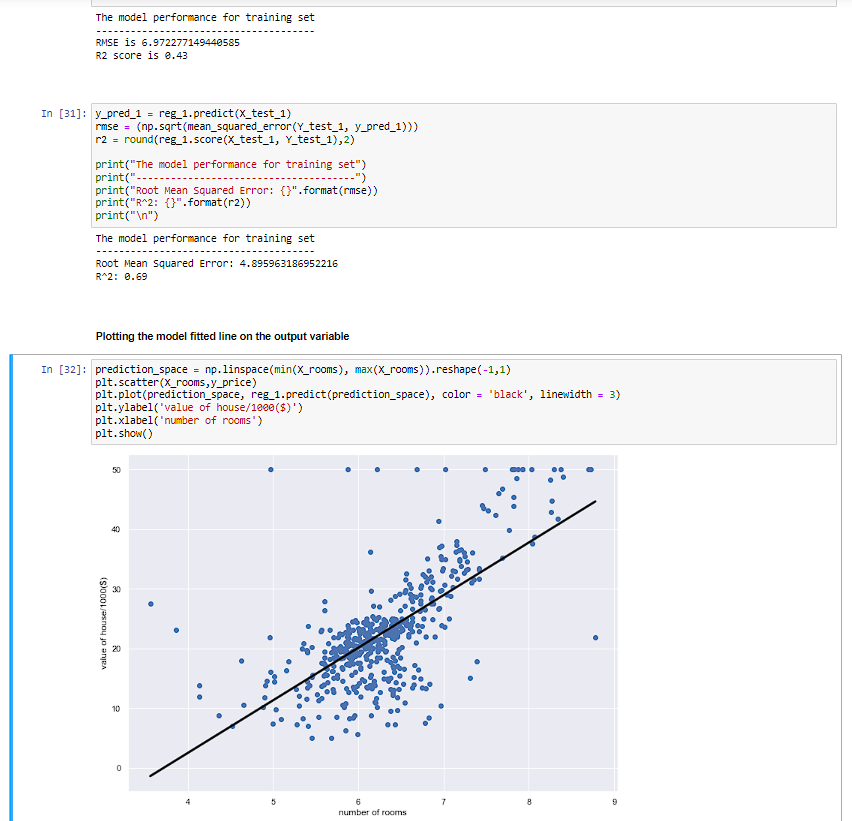 The model performance for training set
-----------------------------------
RMSE is 6.972277149440585
R2 score is 0.43
In [31]: y_pred_1 = reg_1.predict(X_test_1)
rmse = (np.sqrt(mean_squared_error(Y_test_1, y_pred_1)))
r2 = round(reg_1.score(X_test_1, Y_test_1),2)
print("The model performance for training set")
print("-----------------------------------")
print("Root Mean Squared Error: {}".format(rmse))
print("R^2: {}".format(r2))
print("\n")
The model performance for training set
-----------------------------------
Root Mean Squared Error: 4.895963186952216
R^2: 0.69
Plotting the model fitted line on the output variable
In [32]: prediction_space = np.linspace(min(X_rooms), max(X_rooms)).reshape(-1,1)
plt.scatter(X_rooms,y_price)
plt.plot(prediction_space, reg_1.predict(prediction_space), color = 'black', linewidth = 3)
plt.ylabel('value of house/1000($)')
plt.xlabel('number of rooms')
plt.show()
50
40
30
20
10
0
value of house/1000($)
4 5 6 7 8 9
number of rooms